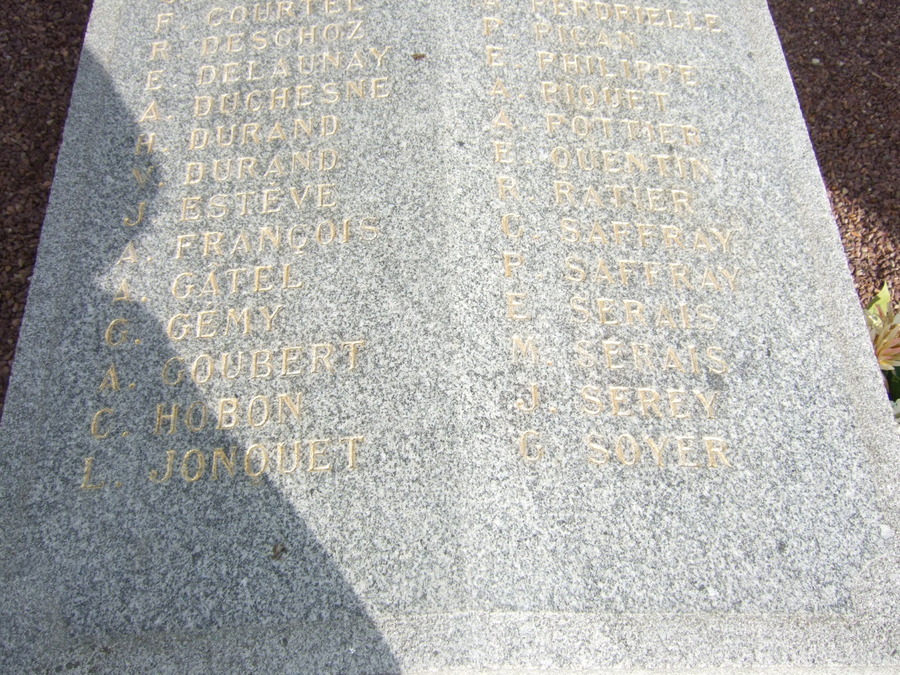 F. COURTEL
R. DESCHOZ
E. DELAUNAY
A. DUCHESNE
H. DURAND
V. DURAND
J. ESTÈVE
A. FRANÇOIS
A. GATEL
G. GÉMY
A. GOUBERT
C. HOBON
L. JONQUET
PERDRIELLE
P. PICAN
E. PHILIPPE
A. PIQUET
A. POTTIER
E. QUENTIN
R. RATIER
C. SAFFRAY
P. SAFFRAY
E. SERAIS
M. SERAIS
J. SEREY
G. SOYER